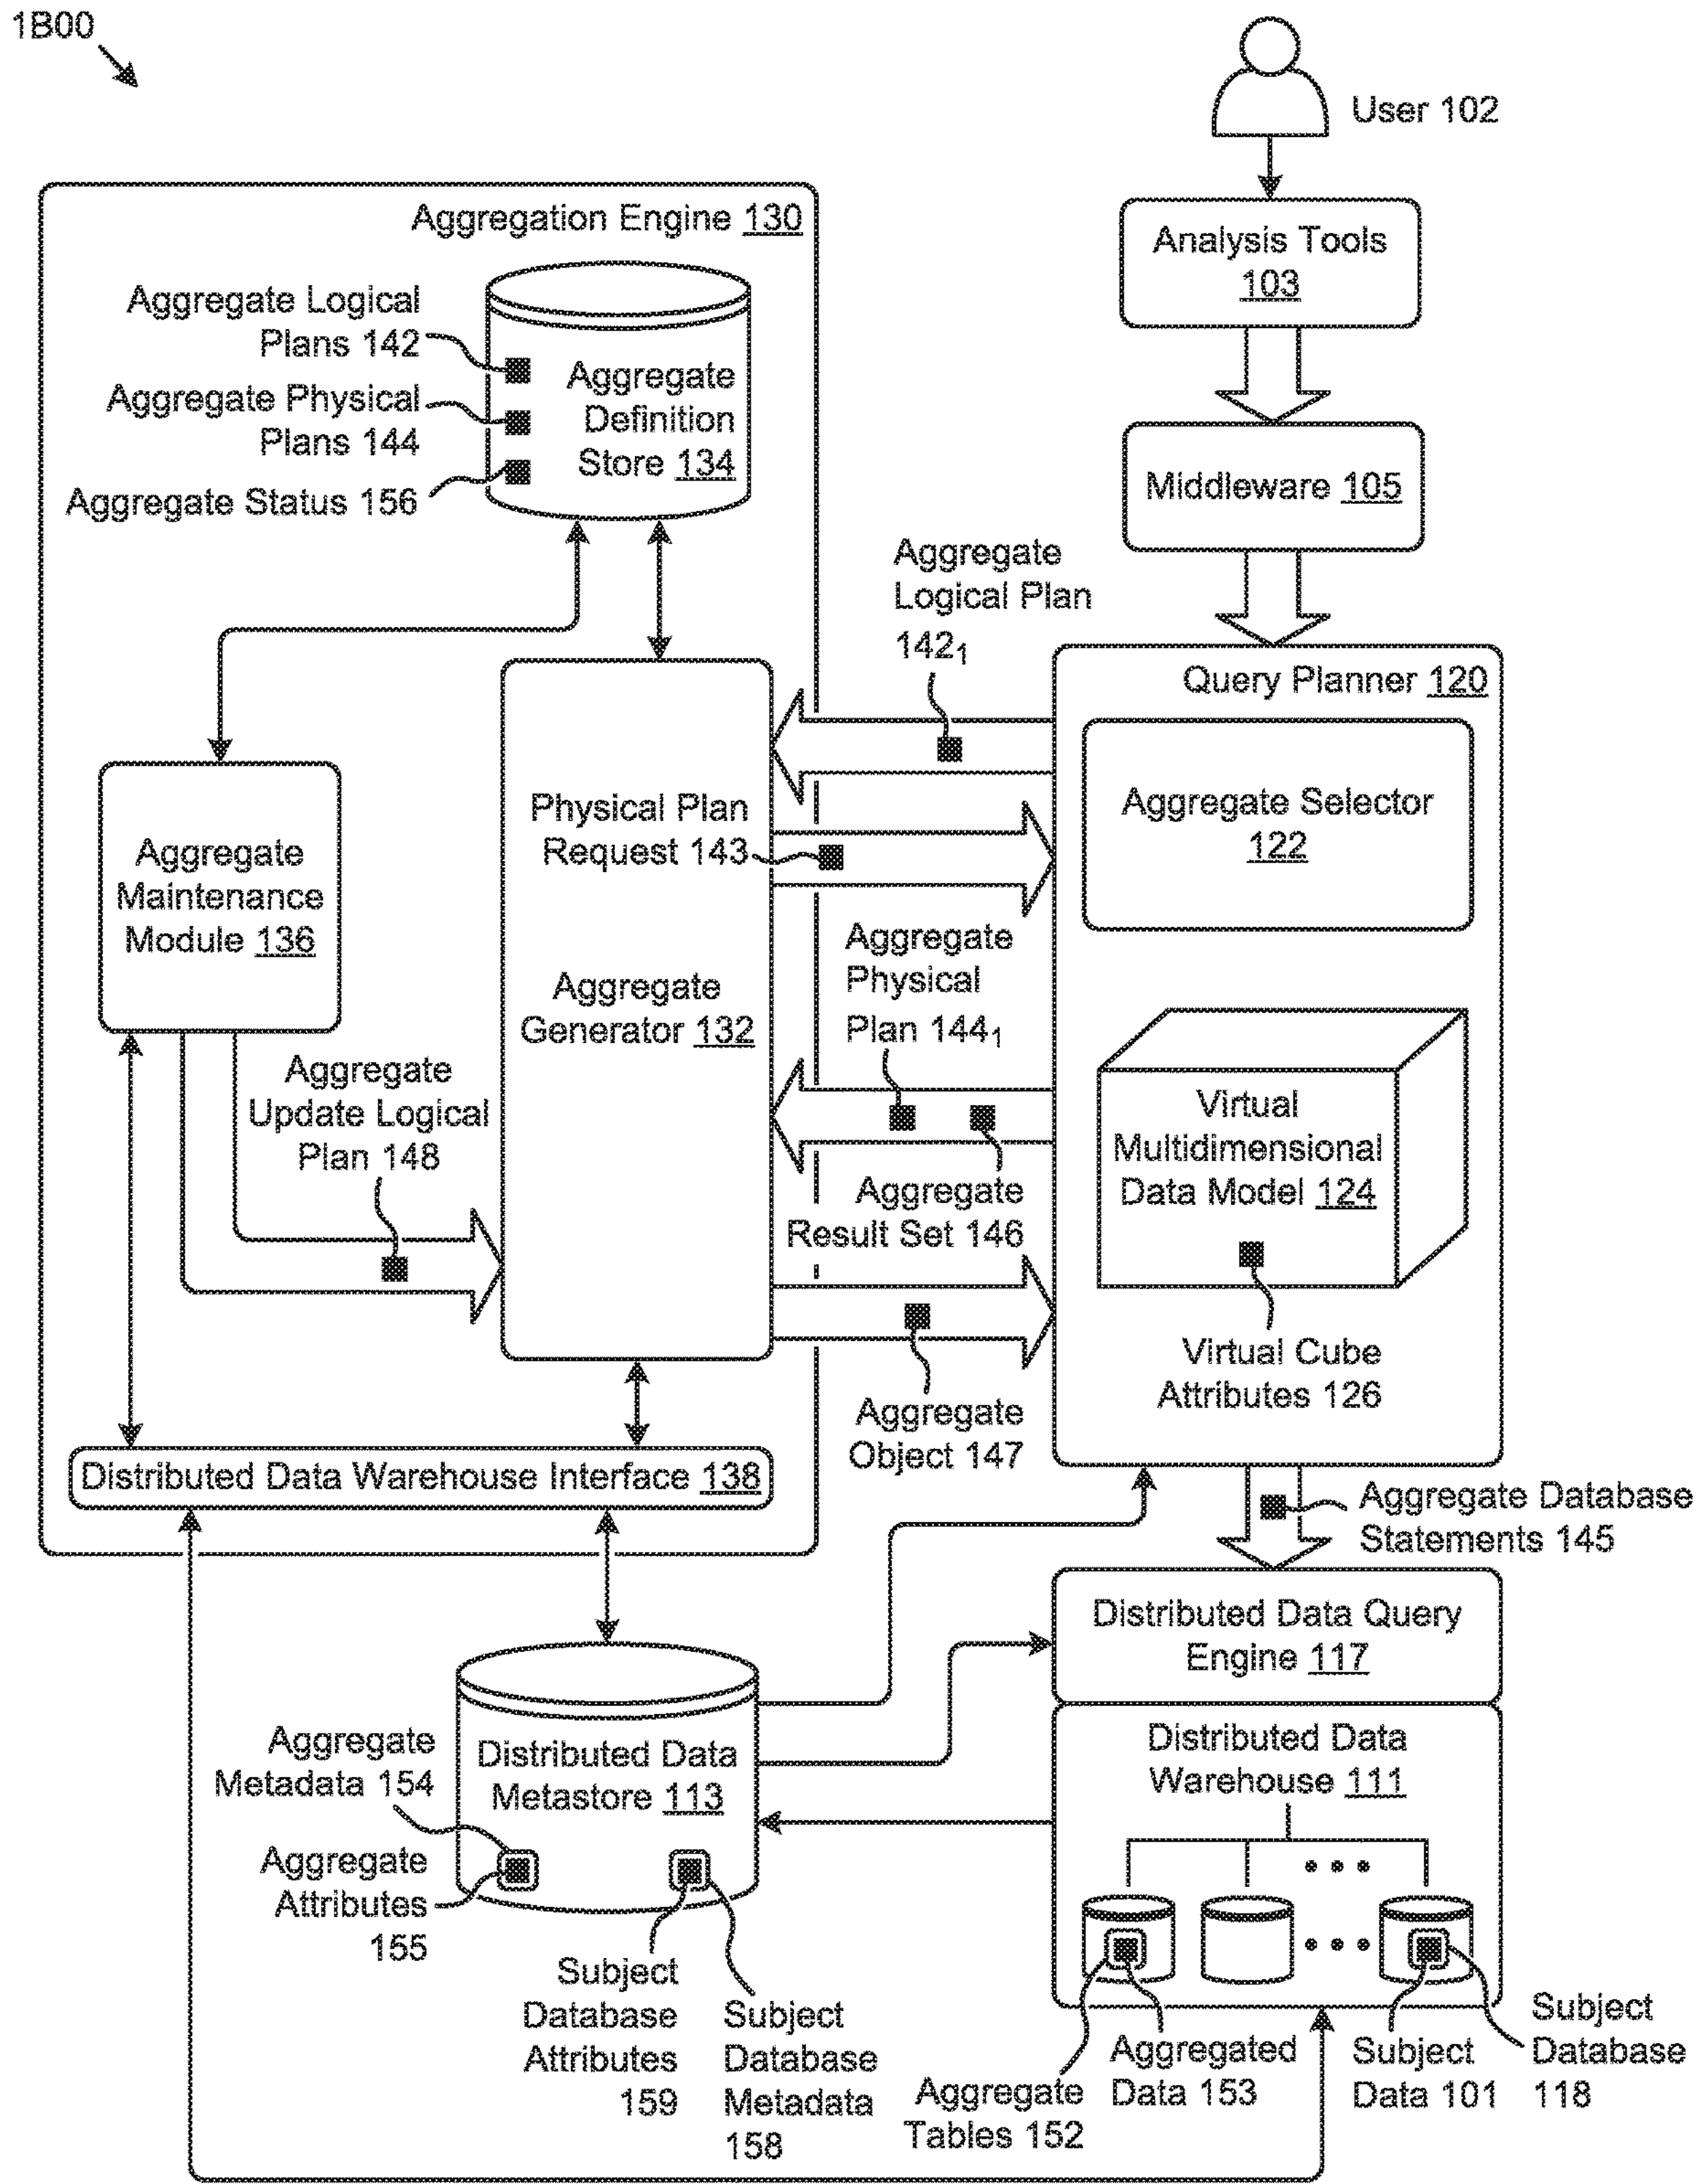 1B00
User 102
Aggregation Engine 130
Analysis Tools
103
Aggregate Logical
Plans 142
Aggregate Physical
Plans 144
Aggregate Status 156
Aggregate
Definition
Store 134
Middleware 105
Aggregate
Logical Plan
142₁
Query Planner 120
Aggregate Selector
122
Physical Plan
Request 143
Aggregate
Maintenance
Module 136
Aggregate
Generator 132
Aggregate
Physical
Plan 144₁
Aggregate
Update Logical
Plan 148
Virtual
Multidimensional
Data Model 124
Aggregate
Result Set 146
Virtual Cube
Attributes 126
Aggregate
Object 147
Distributed Data Warehouse Interface 138
Aggregate Database
Statements 145
Distributed Data Query
Engine 117
Aggregate
Metadata 154
Distributed Data
Metastore 113
Distributed Data
Warehouse 111
Aggregate
Attributes
155
Subject
Database
Attributes
159
Subject
Database
Metadata
158
Aggregate
Tables 152
Aggregated
Data 153
Subject
Data 101
Subject
Database
118